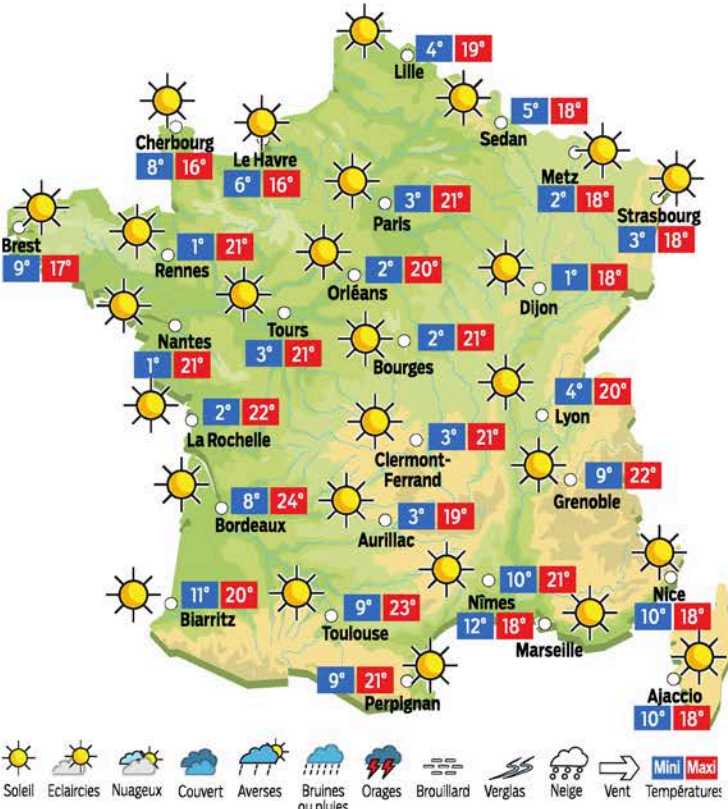 4° 19°
Lille
5° 18°
Sedan
Cherbourg
8° 16°
Le Havre
6° 16°
Metz
2° 18°
3° 21°
Paris
Strasbourg
3° 18°
Brest
9° 17°
1° 21°
Rennes
2° 20°
Orléans
1° 18°
Dijon
Tours
3° 21°
Nantes
1° 21°
2° 21°
Bourges
2° 22°
La Rochelle
4° 20°
Lyon
3° 21°
Clermont-
Ferrand
9° 22°
Grenoble
8° 24°
Bordeaux
3° 19°
Aurillac
11° 20°
Biarritz
9° 23°
Toulouse
10° 21°
Nîmes
12° 18°
Marseille
Nice
10° 18°
9° 21°
Perpignan
Ajaccio
10° 18°
Mini Maxi
Soleil Eclaircies Nuageux Couvert Averses Bruines Orages Brouillard Verglas Neige Vent Températures
ou pluies